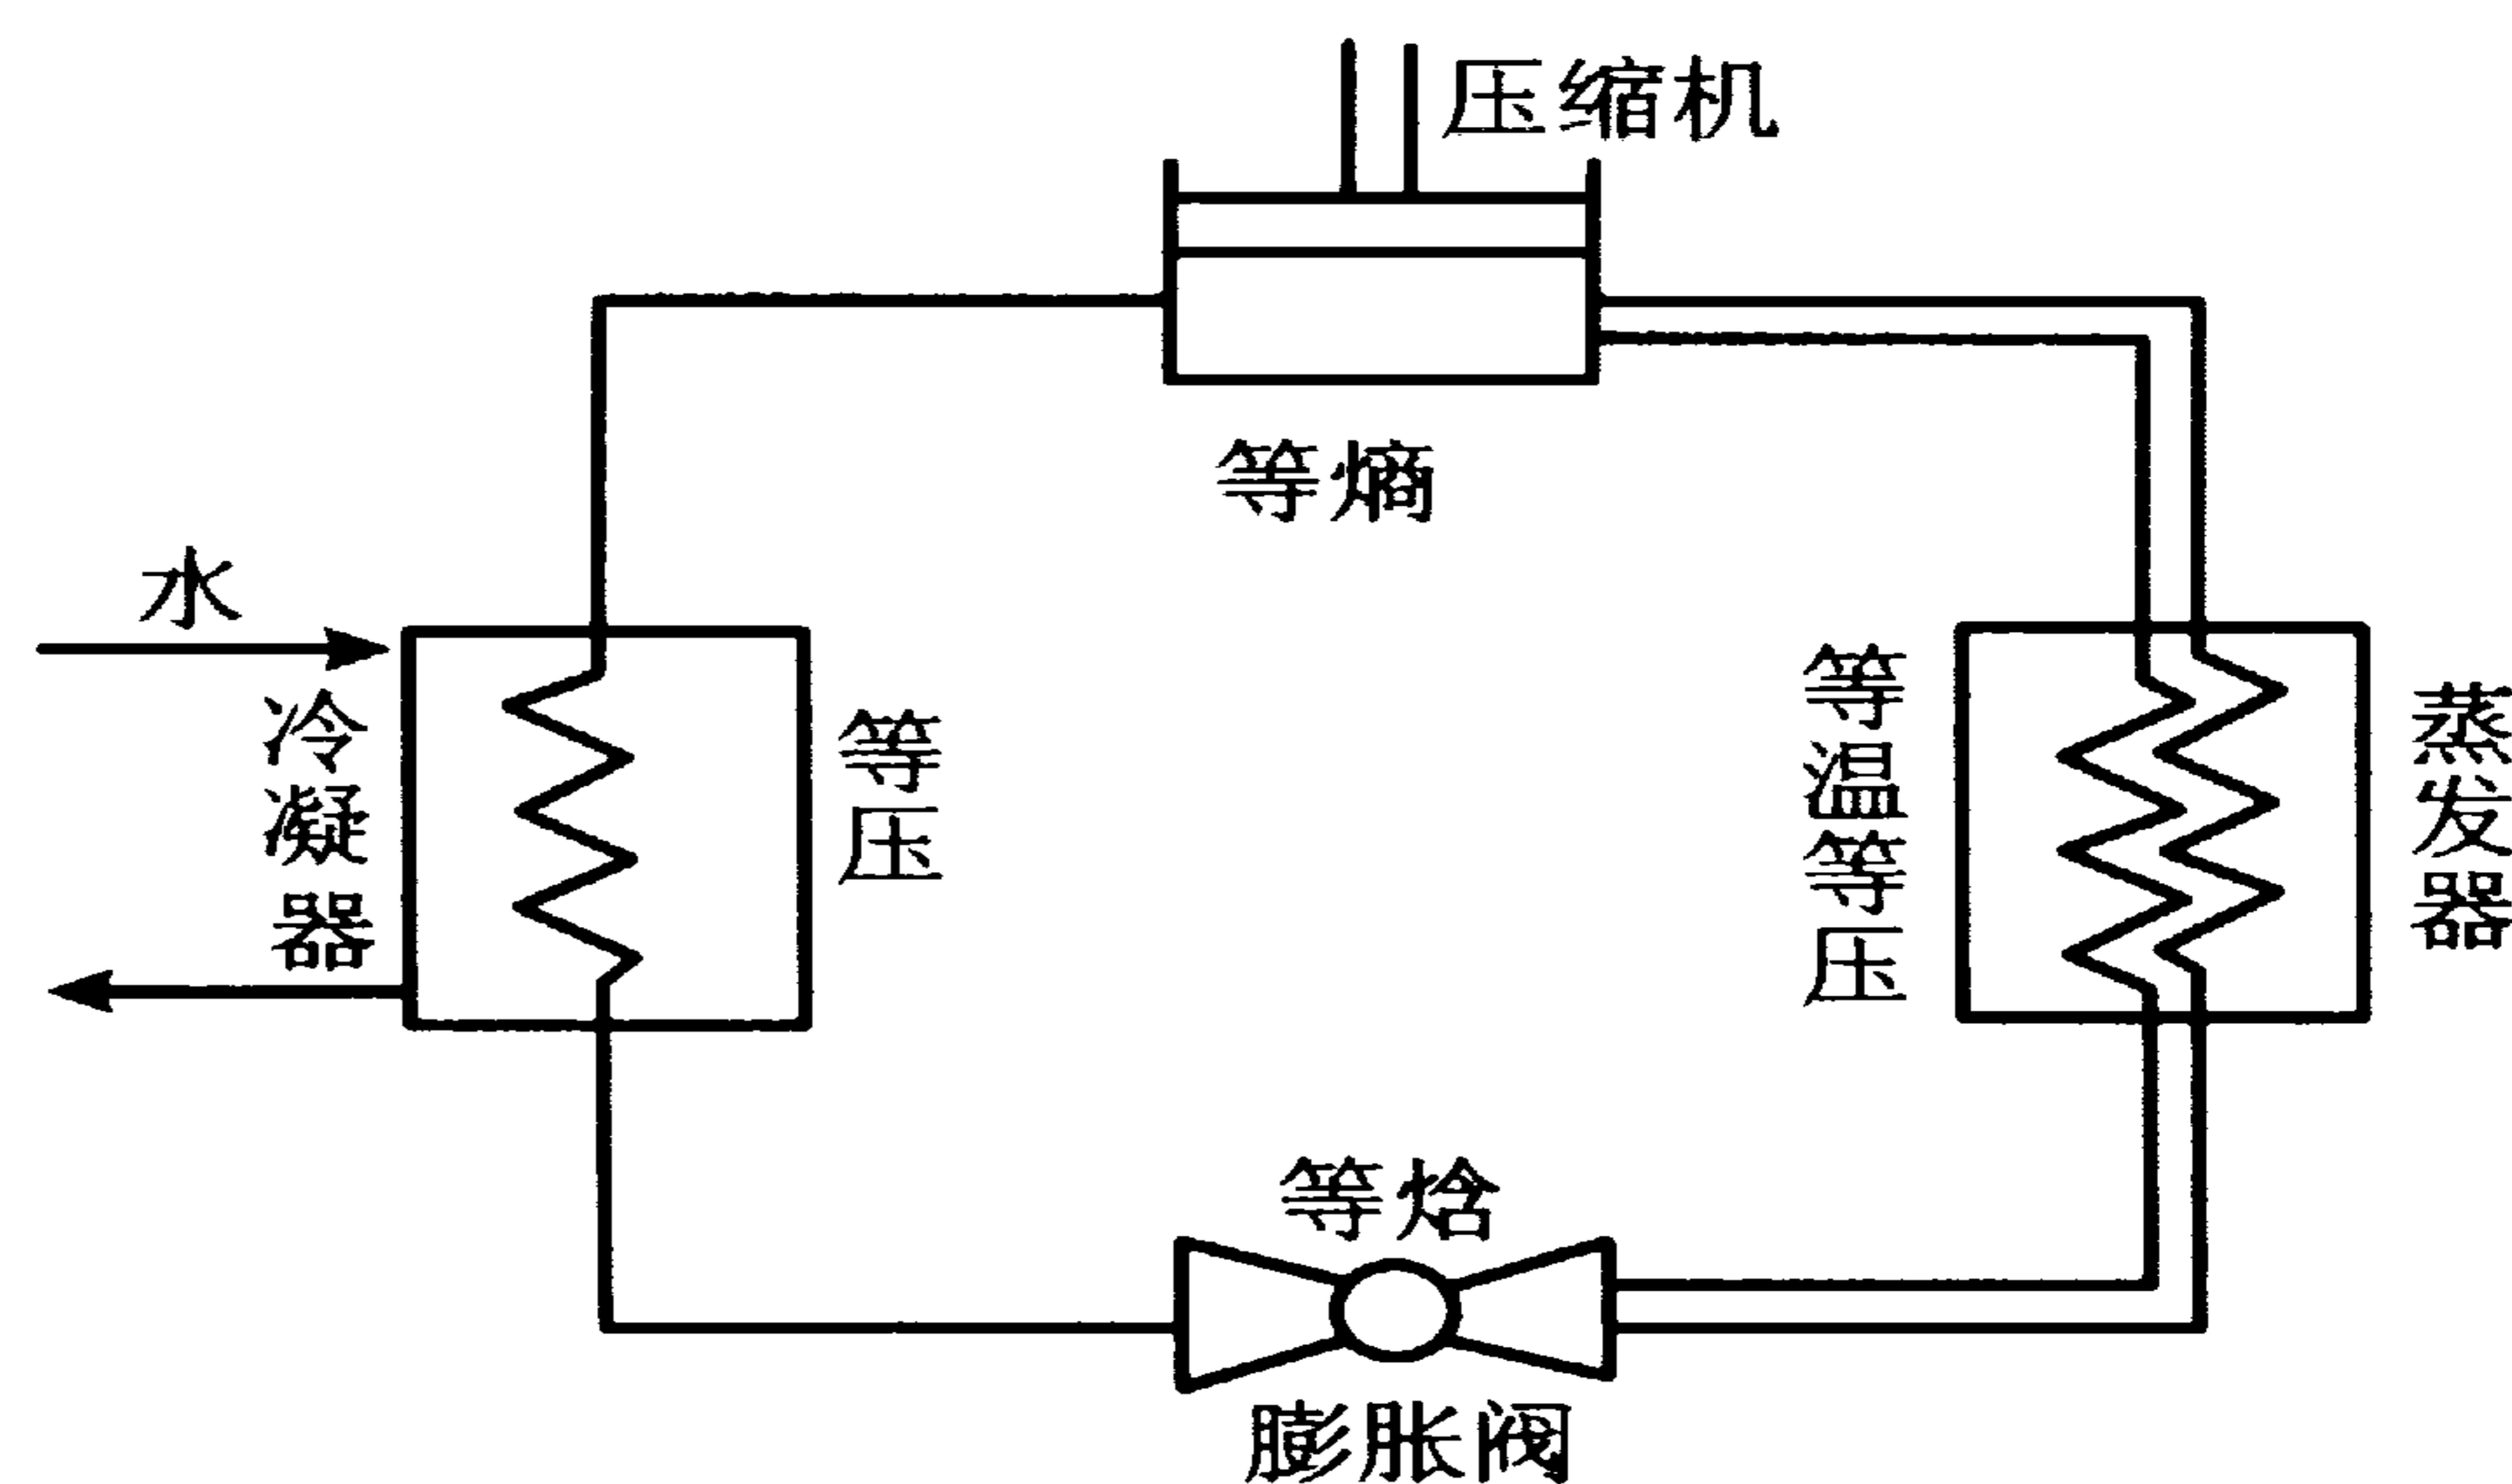 压缩机
等熵
水
冷凝器
等压
等温等压
蒸发器
等焓
膨胀阀